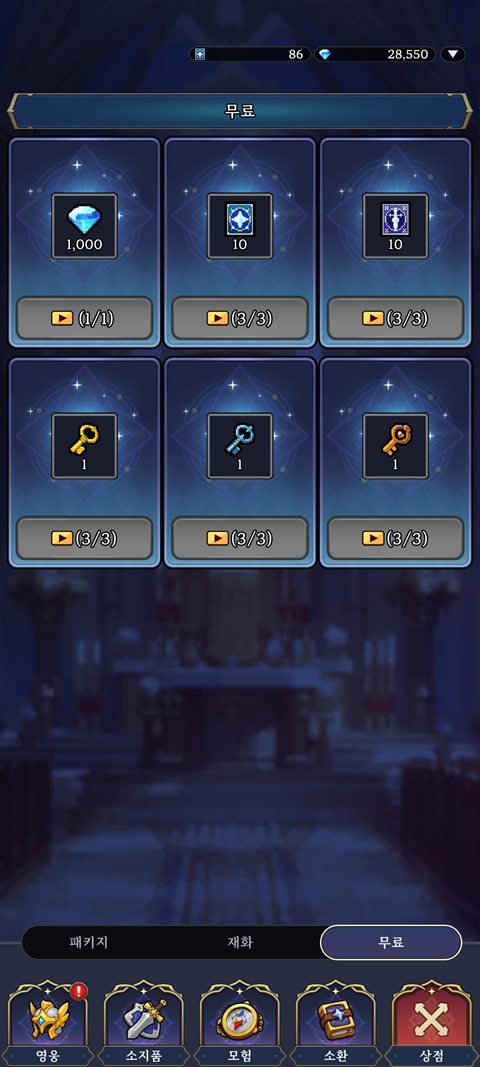 86 28,550
무료
1,000 10 10
(1/1) (3/3) (3/3)
1 1 1
(3/3) (3/3) (3/3)
패키지 재화 무료
영웅 소지품 모험 소환 상점